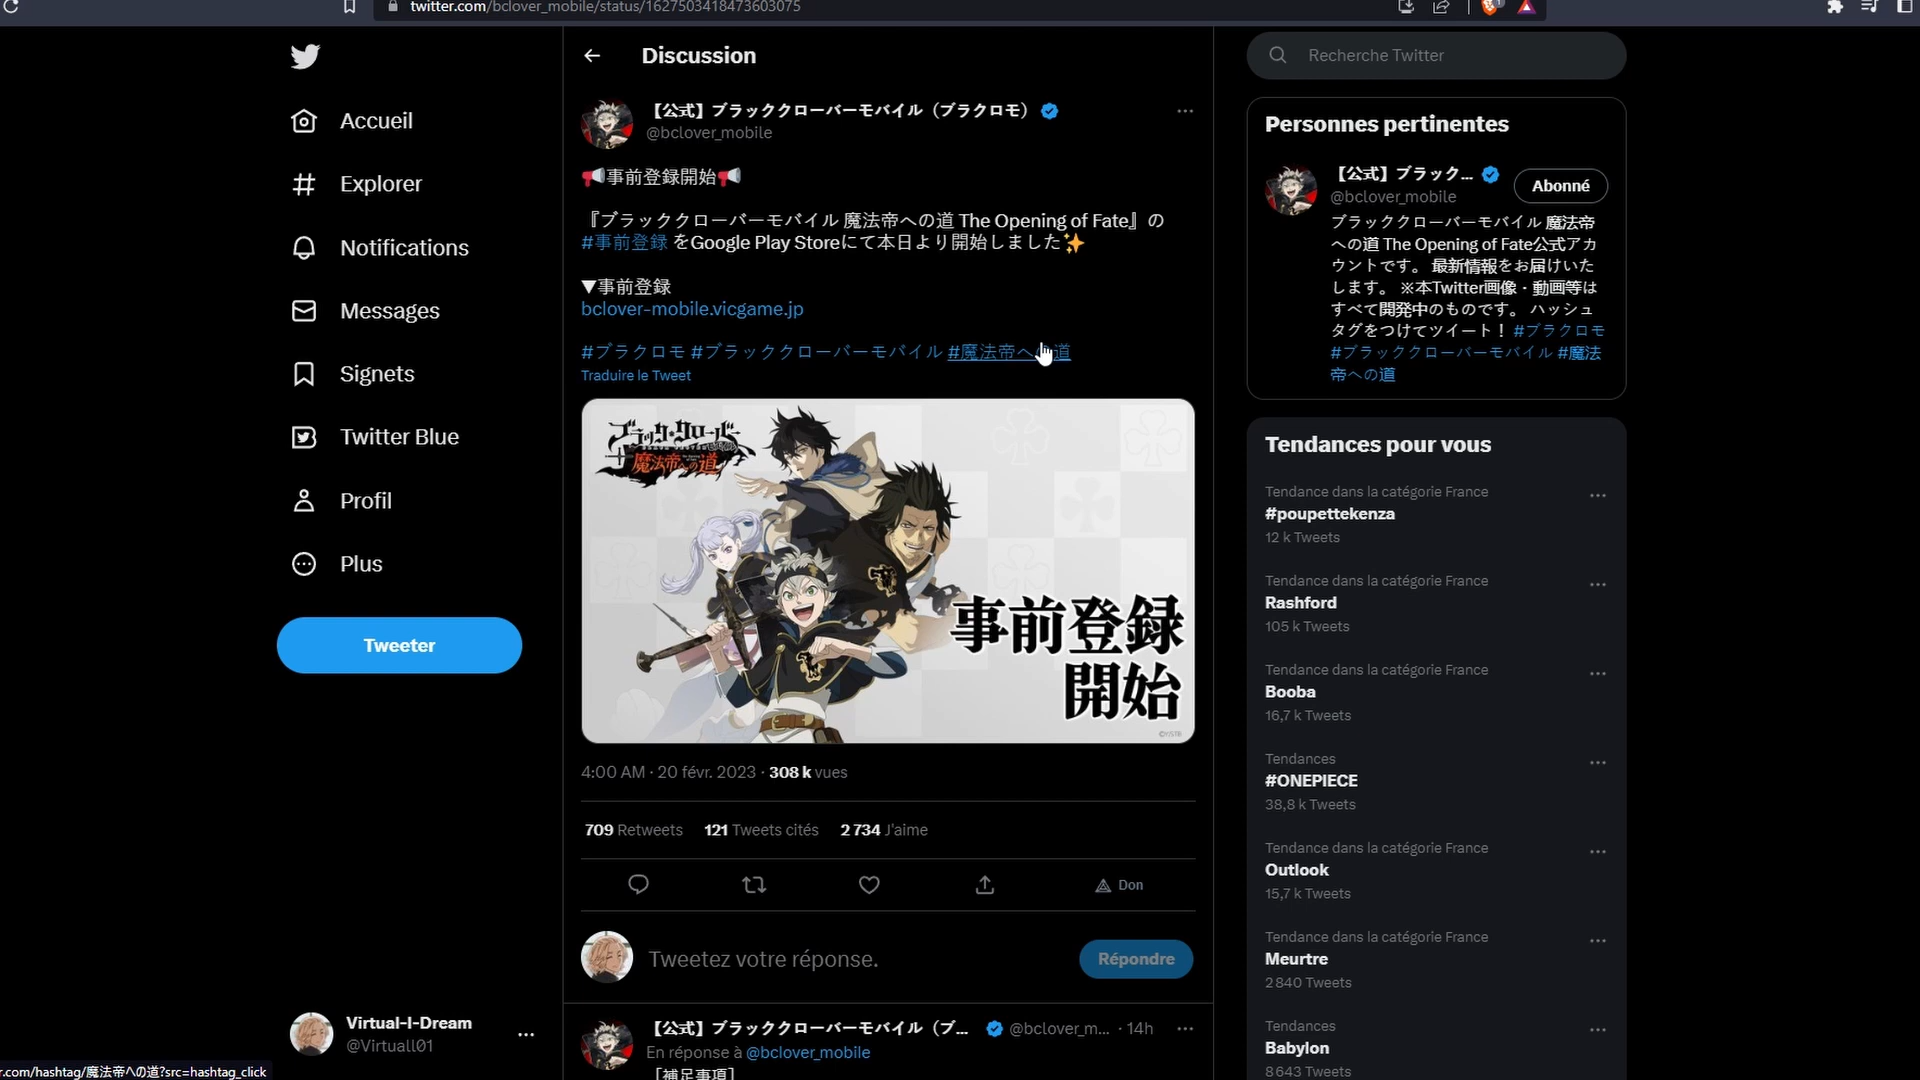 twitter.com/bclover_mobile/status/1627503418473603075
Accueil
Explorer
Notifications
Messages
Signets
Twitter Blue
Profil
Plus
Tweeter
Virtual-I-Dream
@Virtuall01
r.com/hashtag/魔法帝への道?src=hashtag_click
Discussion
【公式】ブラッククローバーモバイル（ブラクロモ）
@bclover_mobile
事前登録開始
『ブラッククローバーモバイル 魔法帝への道 The Opening of Fate』の
#事前登録 をGoogle Play Storeにて本日より開始しました✨
▼事前登録
bclover-mobile.vicgame.jp
#ブラクロモ #ブラッククローバーモバイル #魔法帝への道
Traduire le Tweet
ブラック・クローバー
魔法帝への道
事前登録
開始
4:00 AM · 20 févr. 2023 · 308 k vues
709 Retweets 121 Tweets cités 2 734 J'aime
Don
Tweetez votre réponse.
Répondre
【公式】ブラッククローバーモバイル（ブ... @bclover_m... · 14h
En réponse à @bclover_mobile
［補足事項］
Recherche Twitter
Personnes pertinentes
【公式】ブラック...
@bclover_mobile
Abonné
ブラッククローバーモバイル 魔法帝
への道 The Opening of Fate公式アカ
ウントです。 最新情報をお届けいた
します。 ※本Twitter画像・動画等は
すべて開発中のものです。 ハッシュ
タグをつけてツイート！ #ブラクロモ
#ブラッククローバーモバイル #魔法
帝への道
Tendances pour vous
Tendance dans la catégorie France
#poupettekenza
12 k Tweets
Tendance dans la catégorie France
Rashford
105 k Tweets
Tendance dans la catégorie France
Booba
16,7 k Tweets
Tendances
#ONEPIECE
38,8 k Tweets
Tendance dans la catégorie France
Outlook
15,7 k Tweets
Tendance dans la catégorie France
Meurtre
2 840 Tweets
Tendances
Babylon
8 643 Tweets